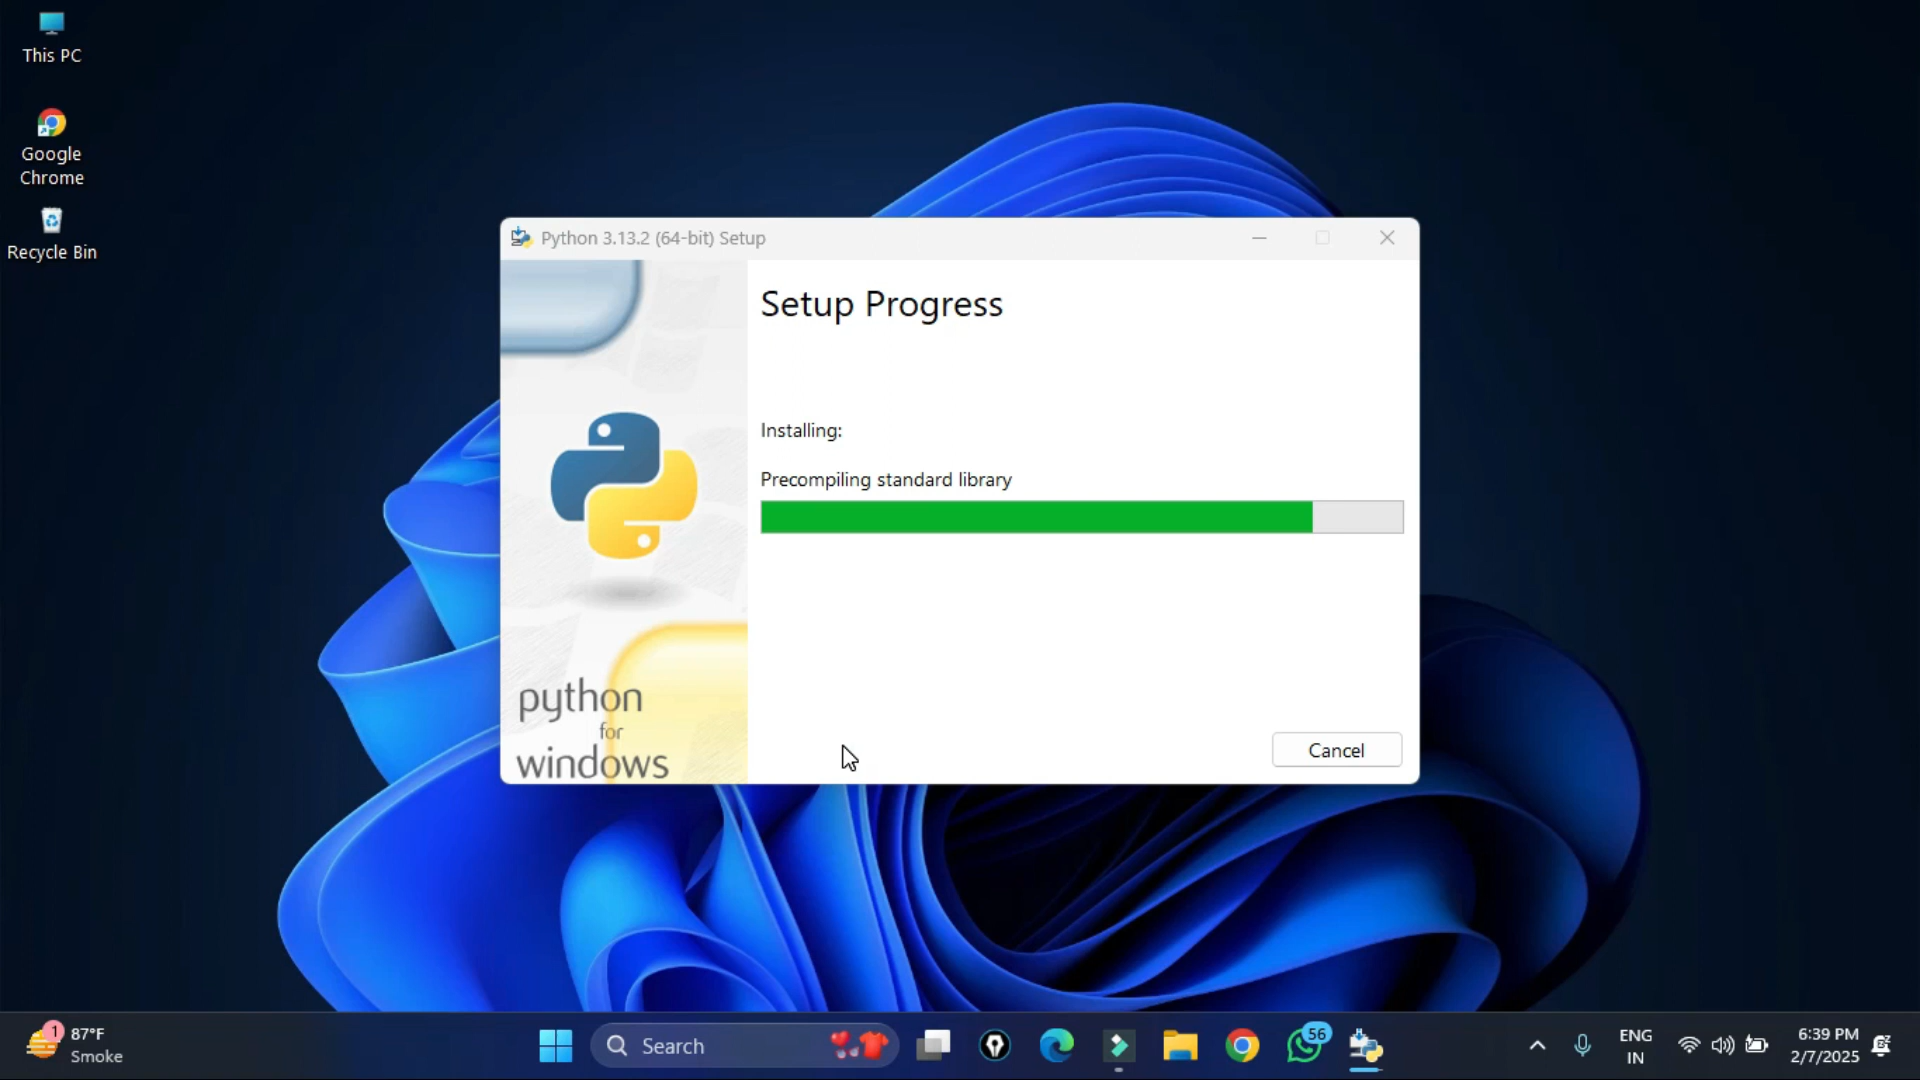 This PC
Google
Chrome
Recycle Bin
Python 3.13.2 (64-bit) Setup
Setup Progress
Installing:
Precompiling standard library
python
for
windows
Cancel
1
87°F
Smoke
Search
56
ENG
IN
6:39 PM
2/7/2025